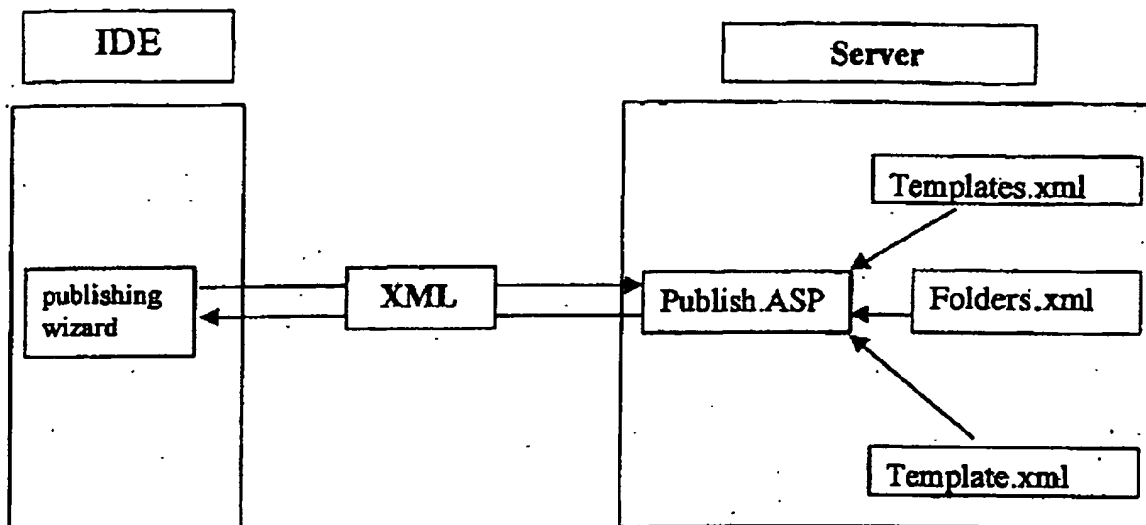 IDE
Server
Templates.xml
publishing
wizard
XML
Publish.ASP
Folders.xml
Template.xml